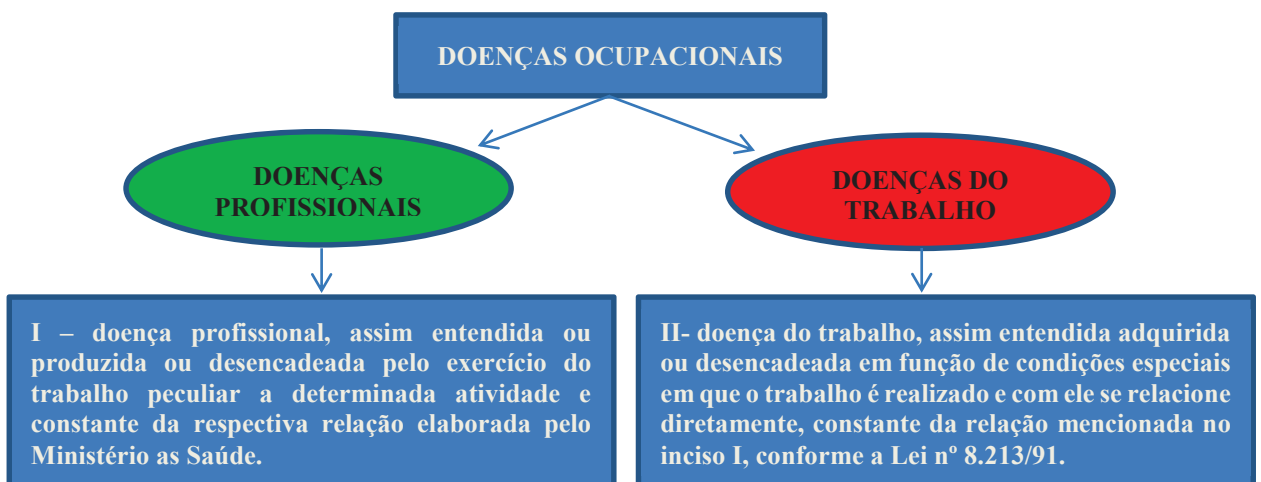 DOENÇAS OCUPACIONAIS
DOENÇAS
PROFISSIONAIS
DOENÇAS DO
TRABALHO
I – doença profissional, assim entendida ou
produzida ou desencadeada pelo exercício do
trabalho peculiar a determinada atividade e
constante da respectiva relação elaborada pelo
Ministério as Saúde.
II- doença do trabalho, assim entendida adquirida
ou desencadeada em função de condições especiais
em que o trabalho é realizado e com ele se relacione
diretamente, constante da relação mencionada no
inciso I, conforme a Lei nº 8.213/91.